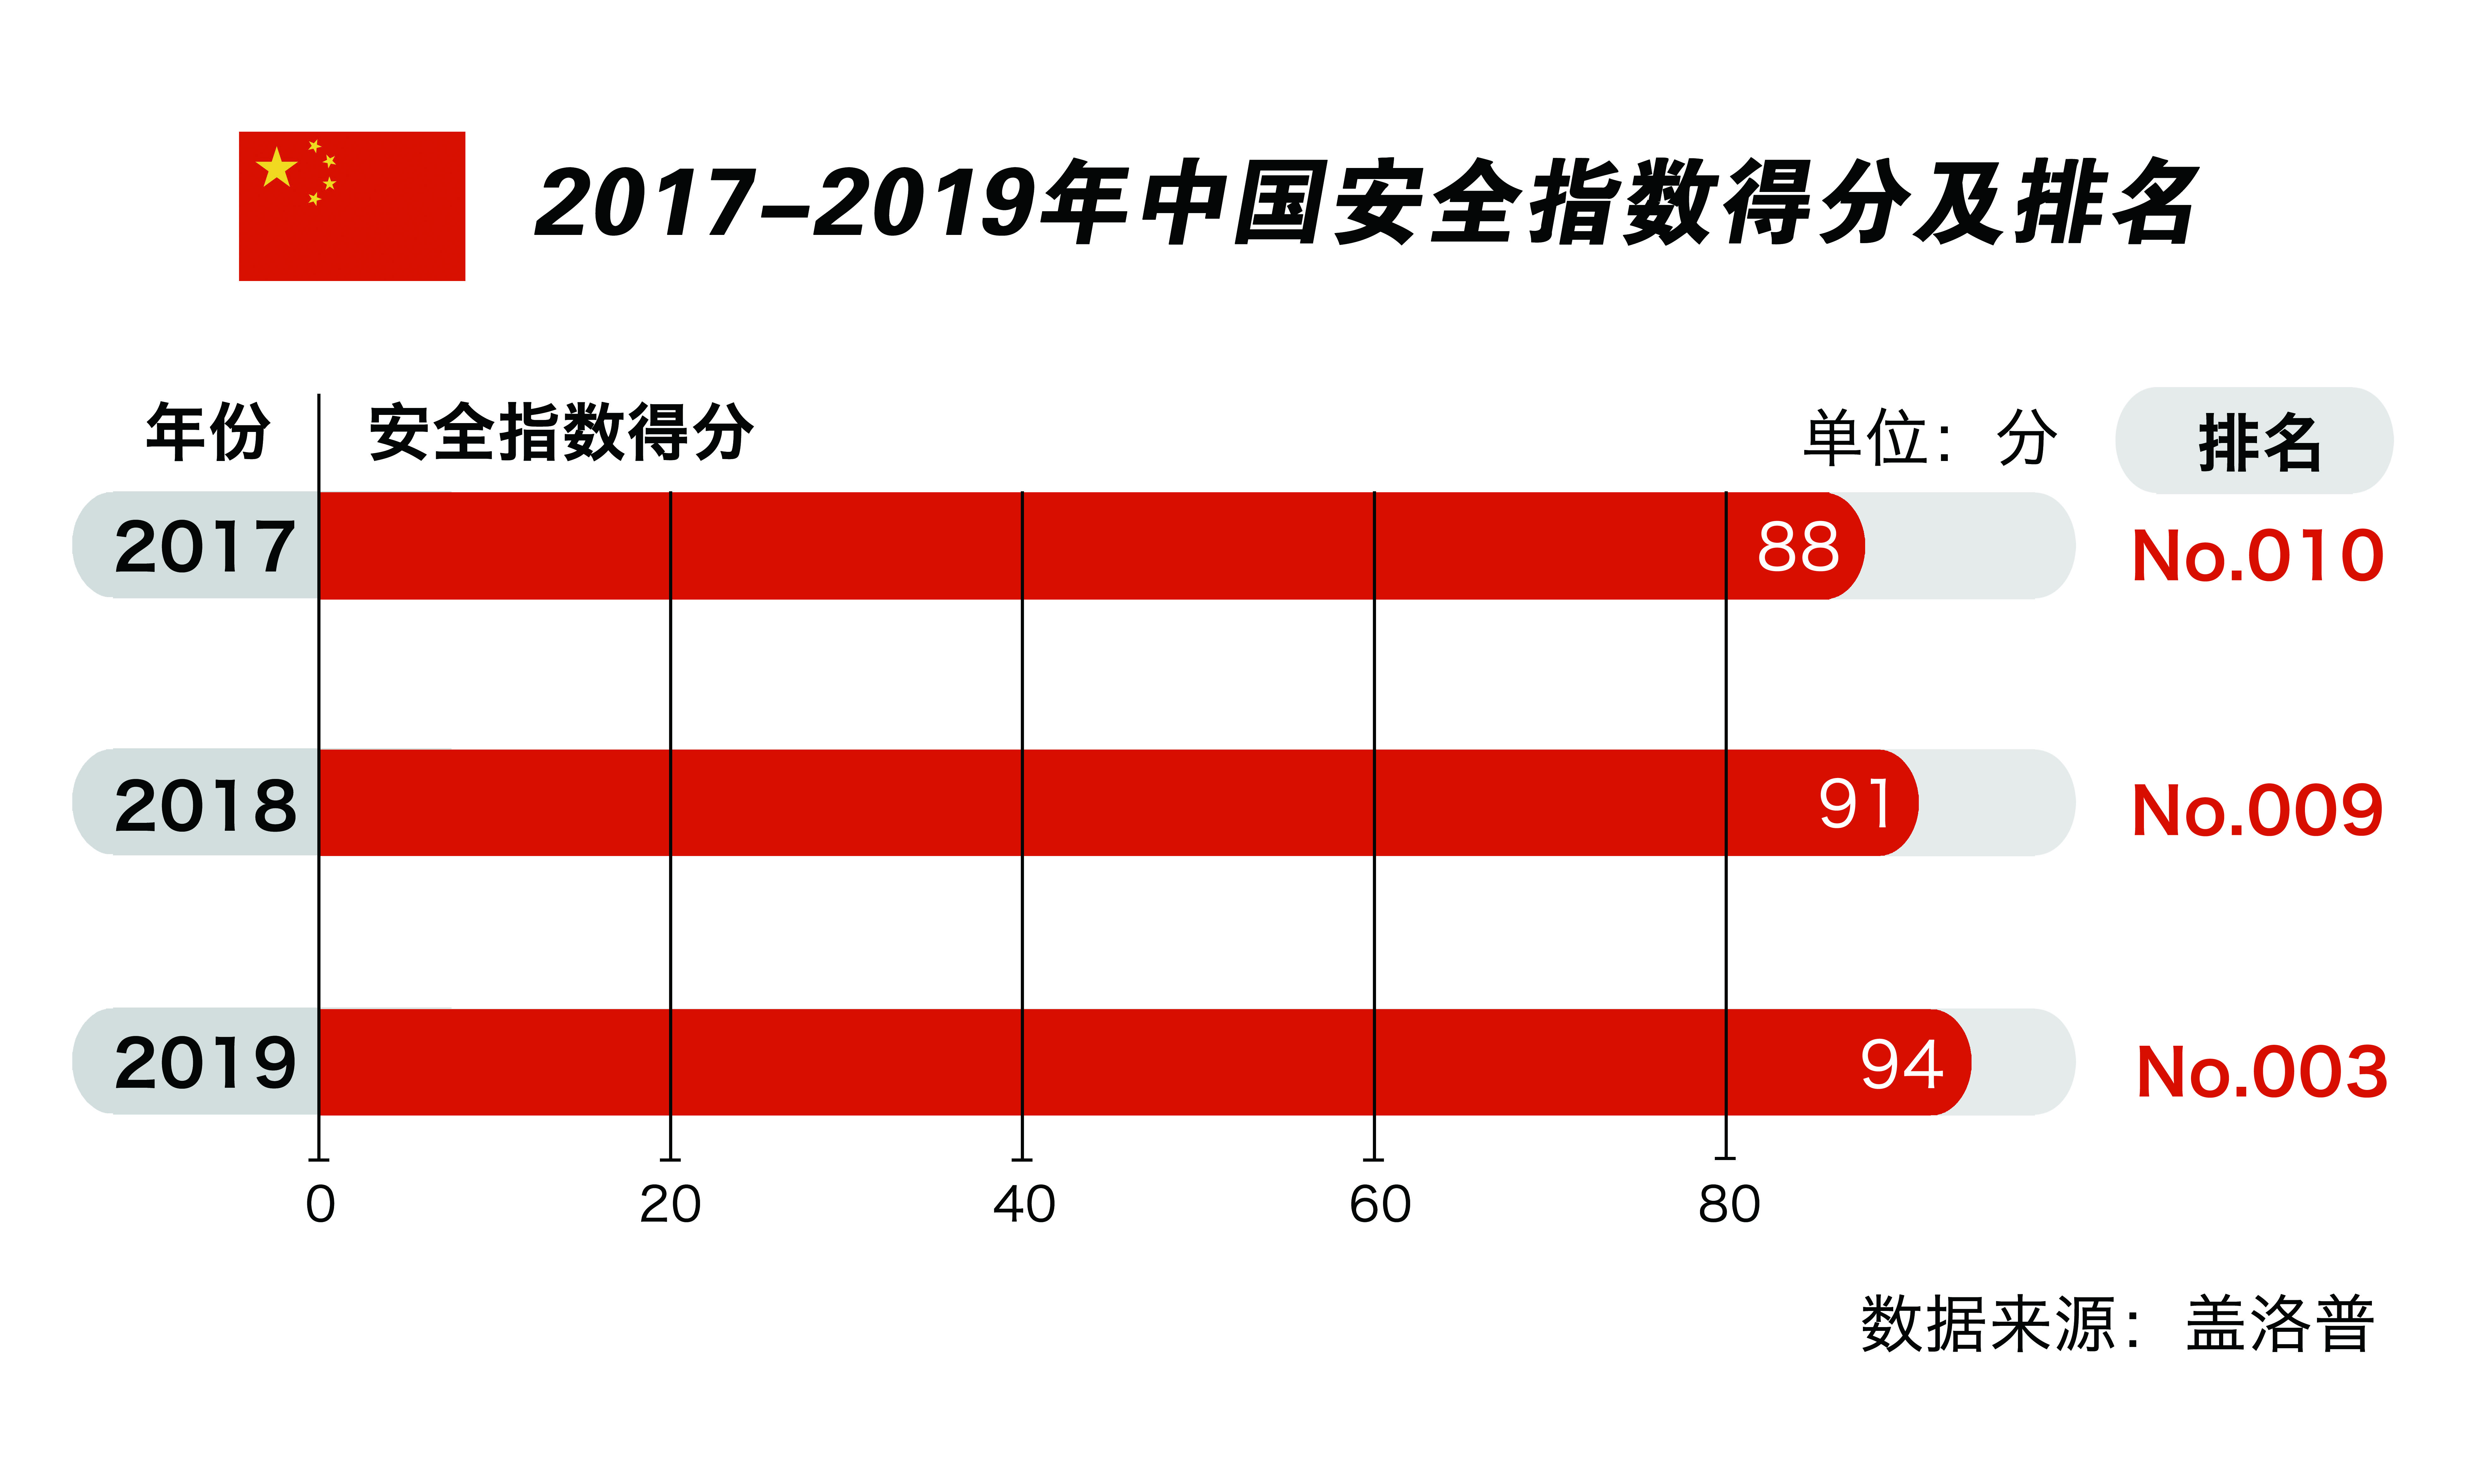 2017-2019年中国安全指数得分及排名
年份 安全指数得分 单位：分 排名
2017 88 No.010
2018 91 No.009
2019 94 No.003
0 20 40 60 80
数据来源：盖洛普